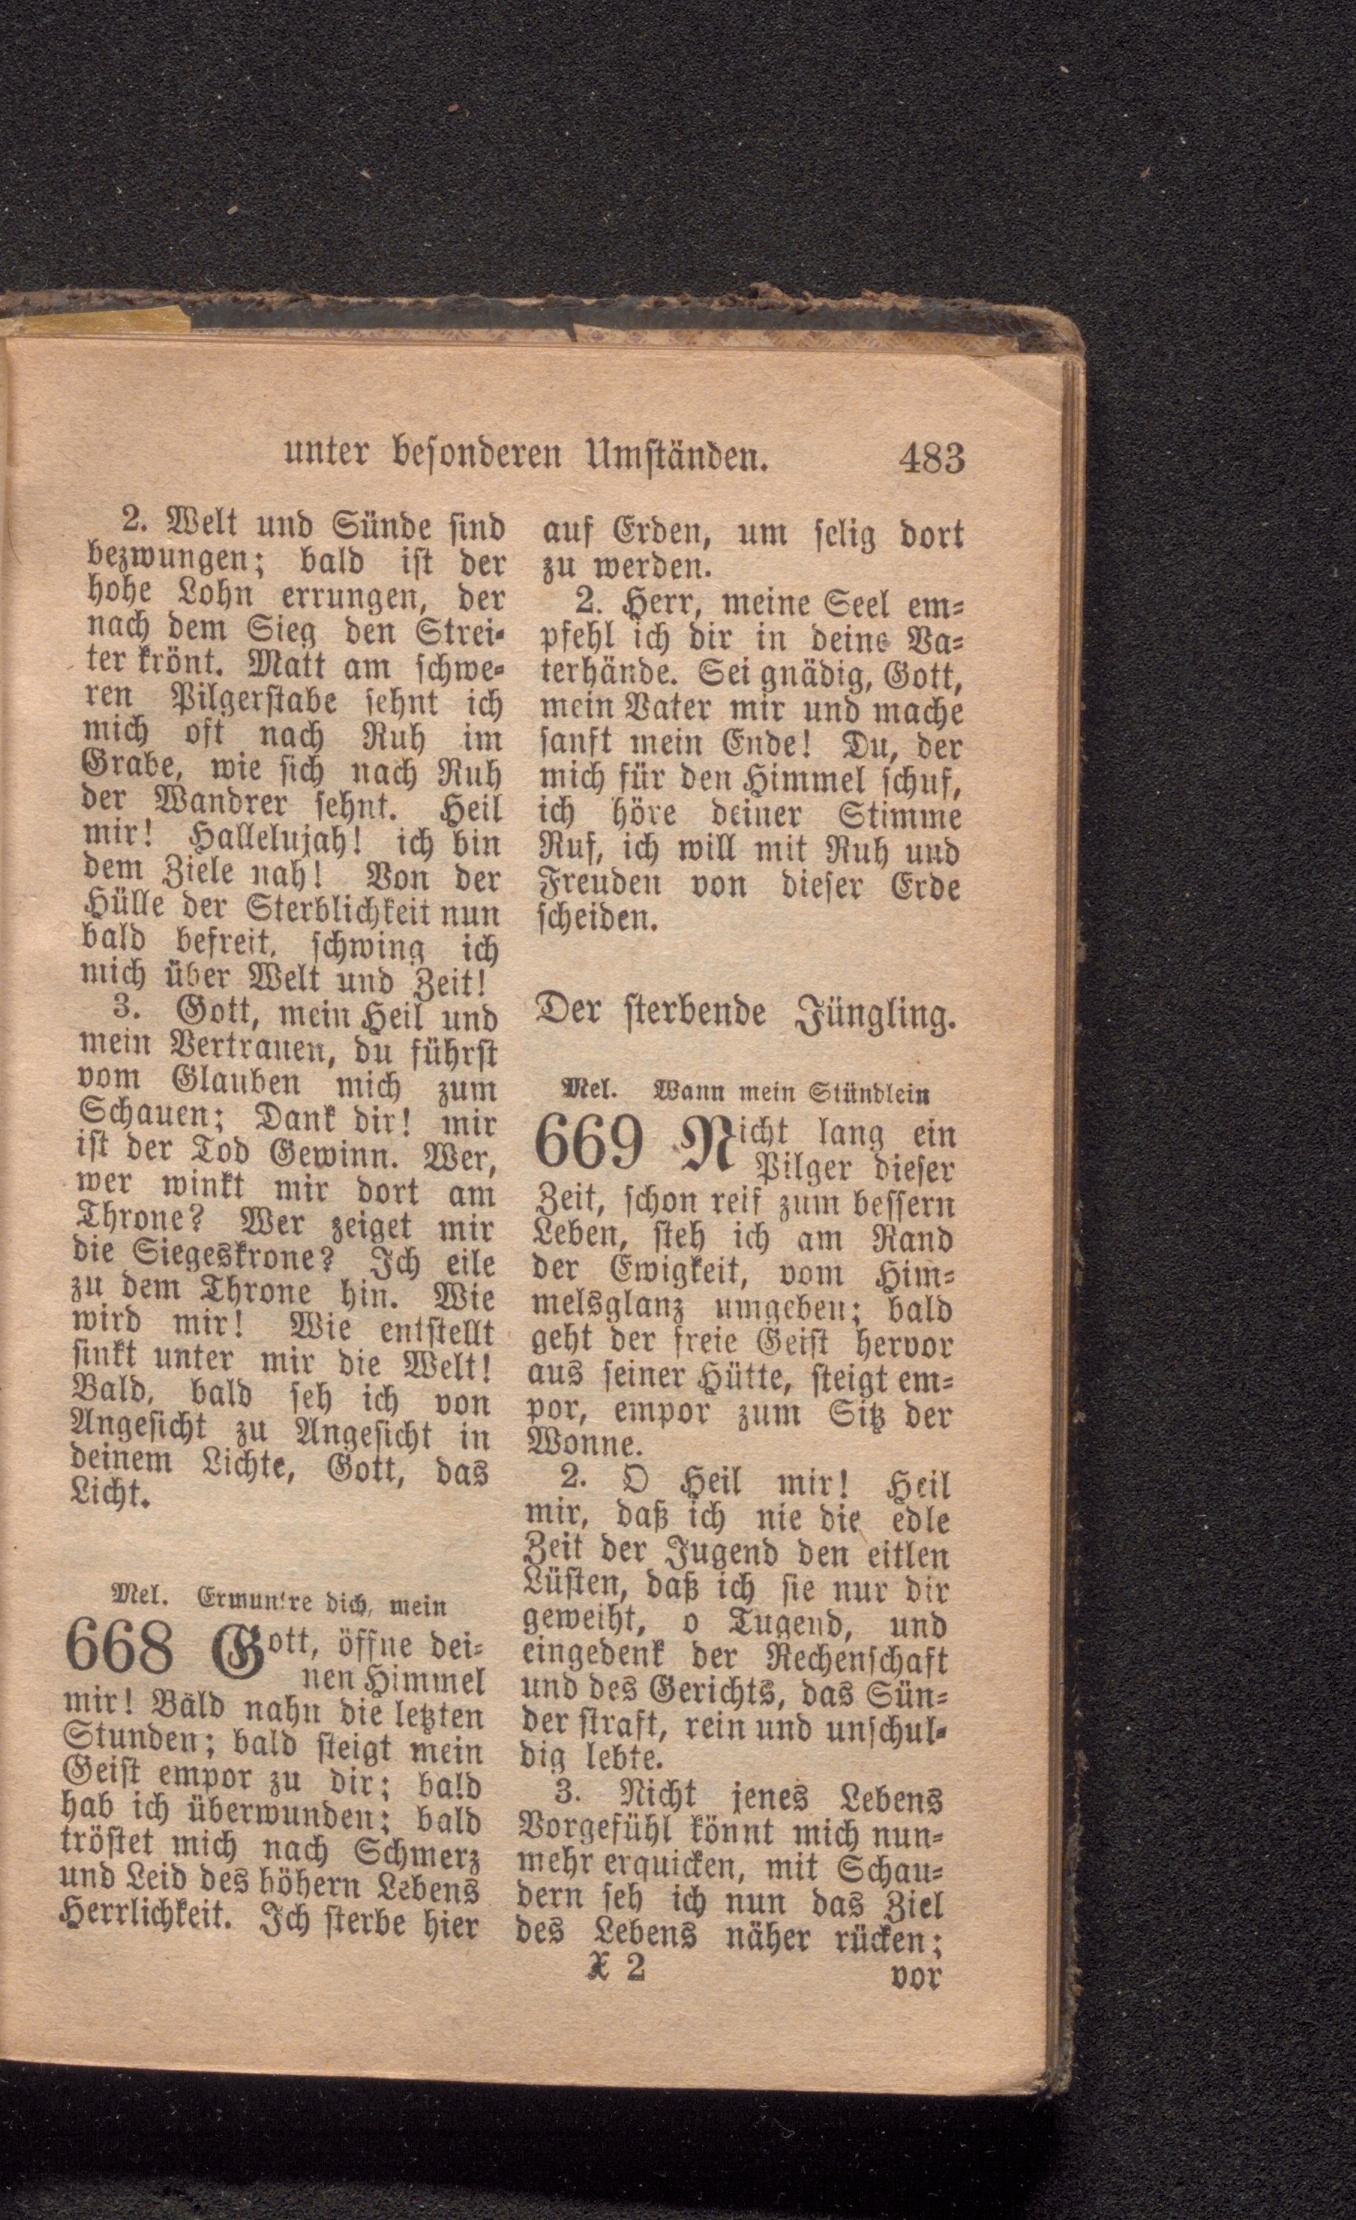 unter besonderen Umständen. 483
2. Welt und Sünde sind
bezwungen; bald ist der
hohe Lohn errungen, der
nach dem Sieg den Strei-
ter krönt. Matt am schwe-
ren Pilgerstabe sehnt ich
mich oft nach Ruh im
Grabe, wie sich nach Ruh
der Wandrer sehnt. Heil
mir! Hallelujah! ich bin
dem Ziele nah! Von der
Hülle der Sterblichkeit nun
bald befreit, schwing ich
mich über Welt und Zeit!
3. Gott, mein Heil und
mein Vertrauen, du führst
vom Glauben mich zum
Schauen; Dank dir! mir
ist der Tod Gewinn. Wer,
wer winkt mir dort am
Throne? Wer zeiget mir
die Siegeskrone? Ich eile
zu dem Throne hin. Wie
wird mir! Wie entstellt
sinkt unter mir die Welt!
Bald, bald seh ich von
Angesicht zu Angesicht in
deinem Lichte, Gott, das
Licht.
Mel. Ermuntre dich, mein
668 Gott, öffne dei-
nen Himmel
mir! Bald nahn die letzten
Stunden; bald steigt mein
Geist empor zu dir; bald
hab ich überwunden; bald
tröstet mich nach Schmerz
und Leid des höhern Lebens
Herrlichkeit. Ich sterbe hier
auf Erden, um selig dort
zu werden.
2. Herr, meine Seel em-
pfehl ich dir in deine Va-
terhände. Sei gnädig, Gott,
mein Vater mir und mache
sanft mein Ende! Du, der
mich für den Himmel schuf,
ich höre deiner Stimme
Ruf, ich will mit Ruh und
Freuden von dieser Erde
scheiden.
Der sterbende Jüngling.
Mel. Wann mein Stündlein
669 Nicht lang ein
Pilger dieser
Zeit, schon reif zum bessern
Leben, steh ich am Rand
der Ewigkeit, vom Him-
melsglanz umgeben; bald
geht der freie Geist hervor
aus seiner Hütte, steigt em-
por, empor zum Sitz der
Wonne.
2. O Heil mir! Heil
mir, daß ich nie die edle
Zeit der Jugend den eitlen
Lüsten, daß ich sie nur dir
geweiht, o Tugend, und
eingedenk der Rechenschaft
und des Gerichts, das Sün-
der straft, rein und unschul-
dig lebte.
3. Nicht jenes Lebens
Vorgefühl könnt mich nun-
mehr erquicken, mit Schau-
dern seh ich nun das Ziel
des Lebens näher rücken;
X 2 vor